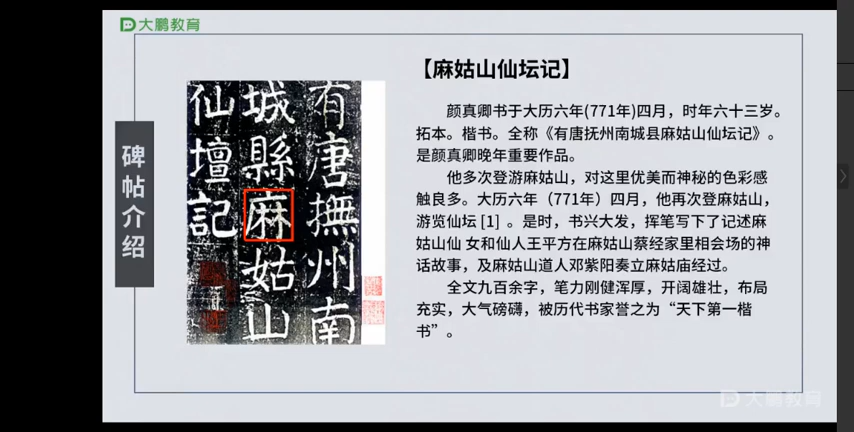 大鹏教育
【麻姑山仙坛记】
碑帖介绍
有唐撫州南
城縣麻姑山
仙壇記
颜真卿书于大历六年(771年)四月，时年六十三岁。
拓本。楷书。全称《有唐抚州南城县麻姑山仙坛记》。
是颜真卿晚年重要作品。
他多次登游麻姑山，对这里优美而神秘的色彩感
触良多。大历六年（771年）四月，他再次登麻姑山，
游览仙坛 [1] 。是时，书兴大发，挥笔写下了记述麻
姑山仙 女和仙人王平方在麻姑山蔡经家里相会场的神
话故事，及麻姑山道人邓紫阳奏立麻姑庙经过。
全文九百余字，笔力刚健浑厚，开阔雄壮，布局
充实，大气磅礴，被历代书家誉之为“天下第一楷
书”。
大鹏教育